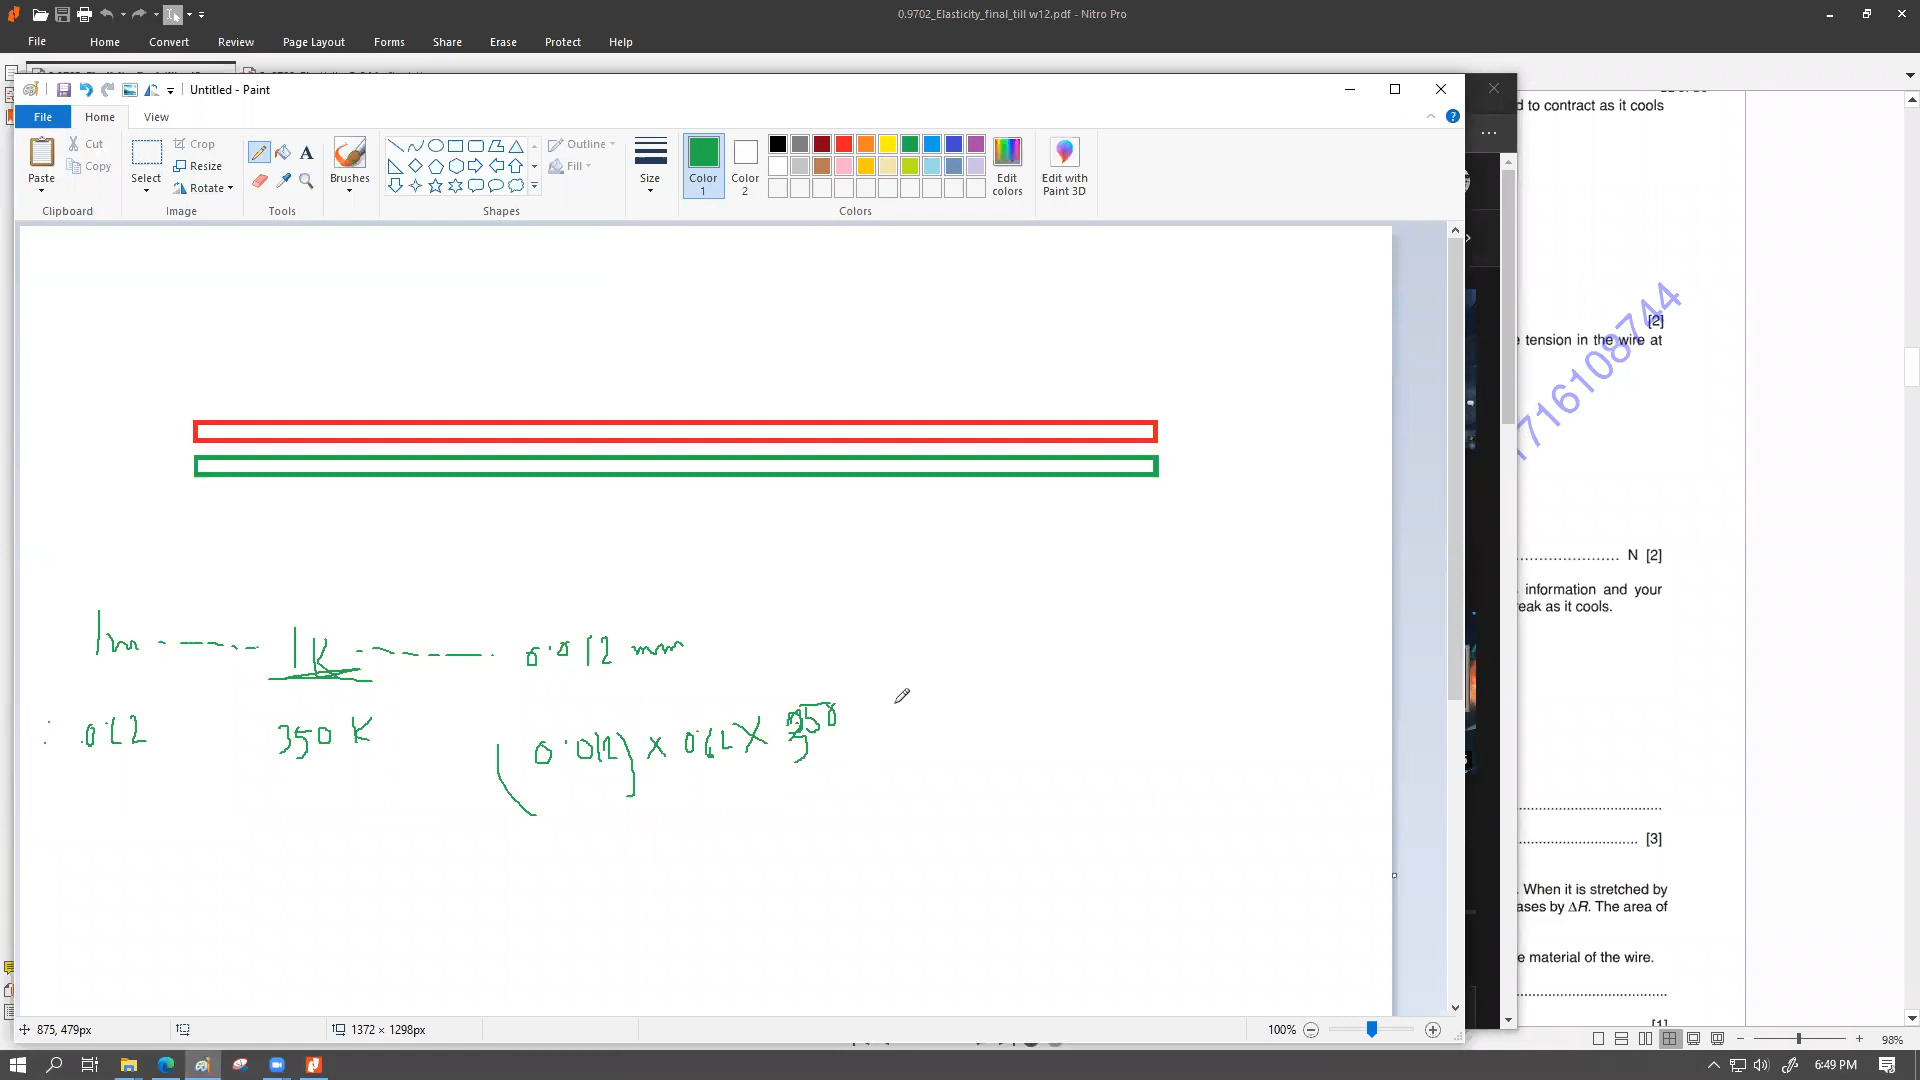 0.9702_Elasticity_final_till w12.pdf - Nitro Pro
File Home Convert Review Page Layout Forms Share Erase Protect Help
Untitled - Paint
File Home View
Paste Cut Copy Clipboard
Select Crop Resize Rotate Image
Tools
Brushes
Shapes Outline Fill
Size
Color 1 Color 2 Colors
Edit colors
Edit with Paint 3D
1m 1K 0.012 mm
350 K
(0.012) X 0.62 X 350
d to contract as it cools
[2]
e tension in the wire at
716108744
N [2]
information and your
eak as it cools.
[3]
. When it is stretched by
ases by ΔR. The area of
e material of the wire.
[1]
875, 479px 1372 × 1298px 100%
98%
6:49 PM